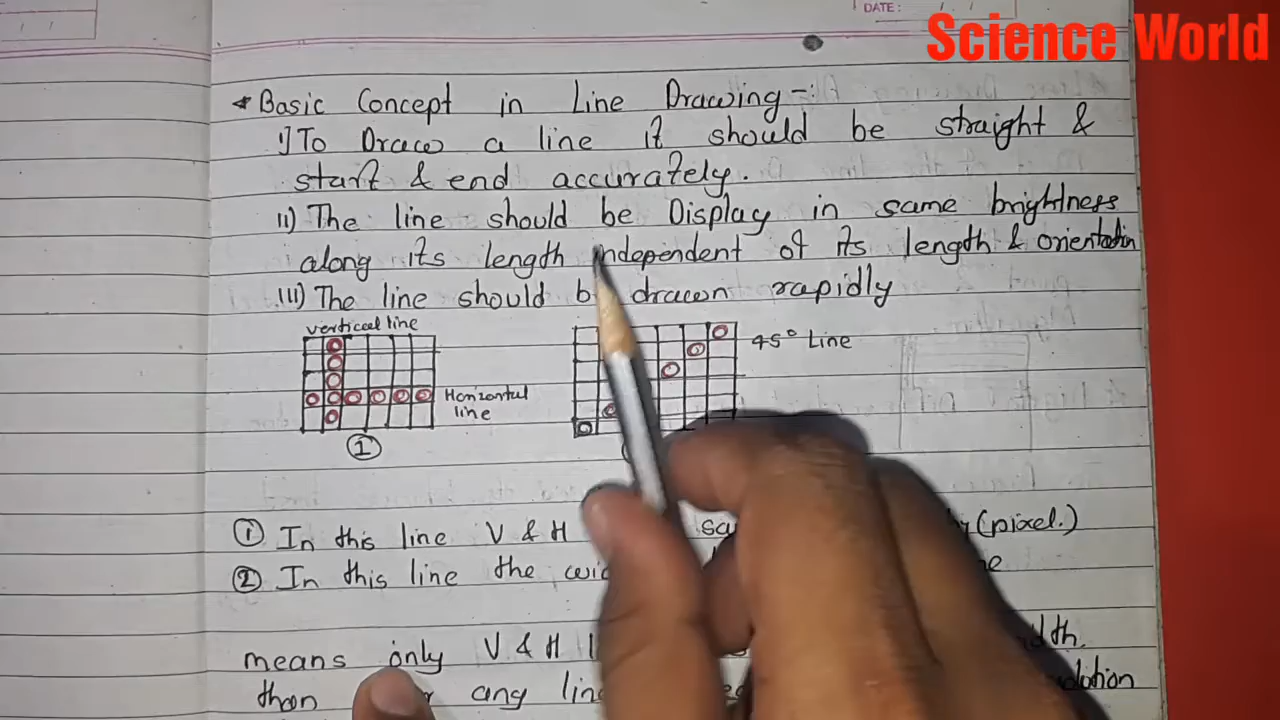 DATE:
Science World
Basic Concept in Line Drawing -:
I) To Draw a line it should be straight &
start & end accurately.
II) The line should be Display in same brightness
along its length independent of its length & orientation
III) The line should b drawn rapidly
vertical line
45° Line
Horizontal
line
1
① In this line V & H (pixel.)
② In this line the
means only V & H
than any